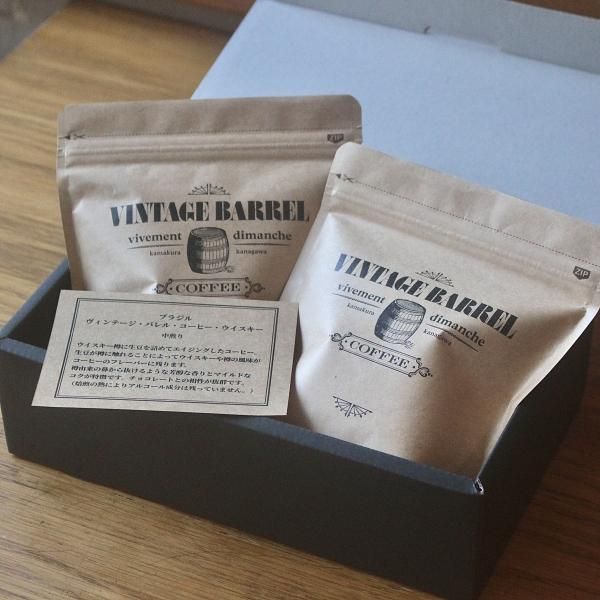 ZIP
VINTAGE BARREL
vivement dimanche
kamakura kanagawa
COFFEE
ブラジル
ヴィンテージ・バレル・コーヒー・ウイスキー
中煎り
ウイスキー樽に生豆を詰めてエイジングしたコーヒー。
生豆が樽に触れることによってウイスキーや樽の風味が
コーヒーのフレーバーに残ります。
樽由来の鼻から抜けるような芳醇な香りとマイルドな
コクが特徴です。チョコレートとの相性が抜群です。
（焙煎の熱によりアルコール成分は残っていません。）
ZIP
VINTAGE BARREL
vivement dimanche
kamakura kanagawa
COFFEE